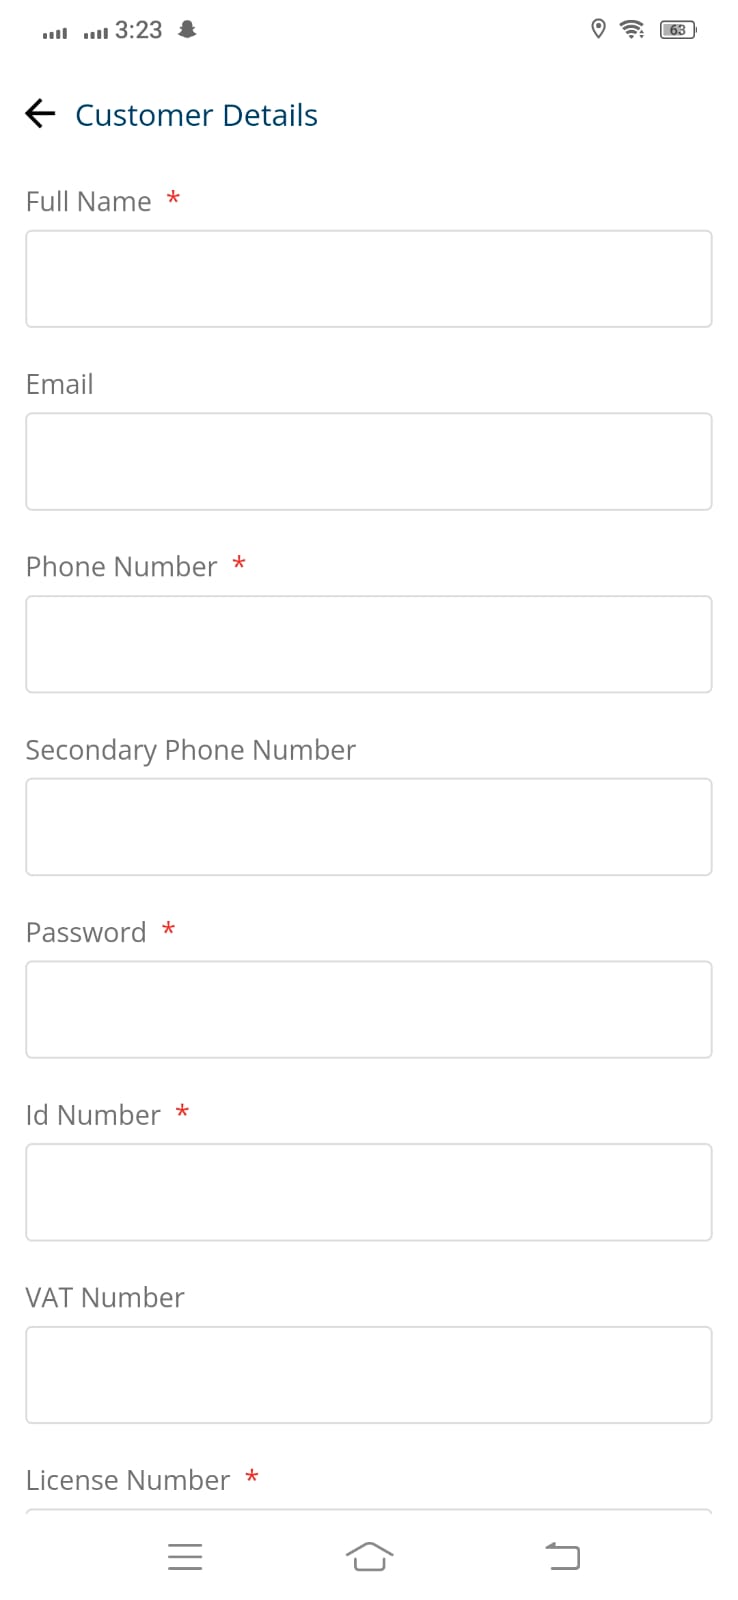 3:23
63
Customer Details
Full Name *
Email
Phone Number *
Secondary Phone Number
Password *
Id Number *
VAT Number
License Number *